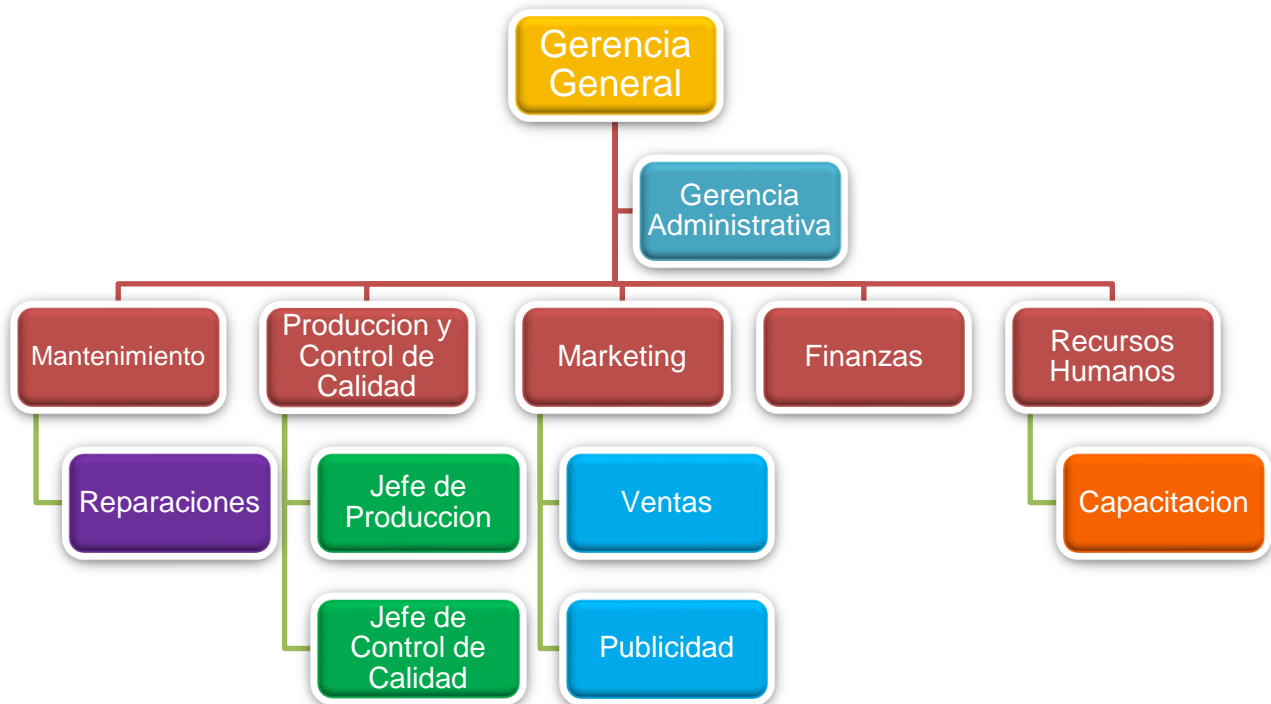 Gerencia
General
Gerencia
Administrativa
Mantenimiento
Produccion y
Control de
Calidad
Marketing
Finanzas
Recursos
Humanos
Reparaciones
Jefe de
Produccion
Ventas
Capacitacion
Jefe de
Control de
Calidad
Publicidad